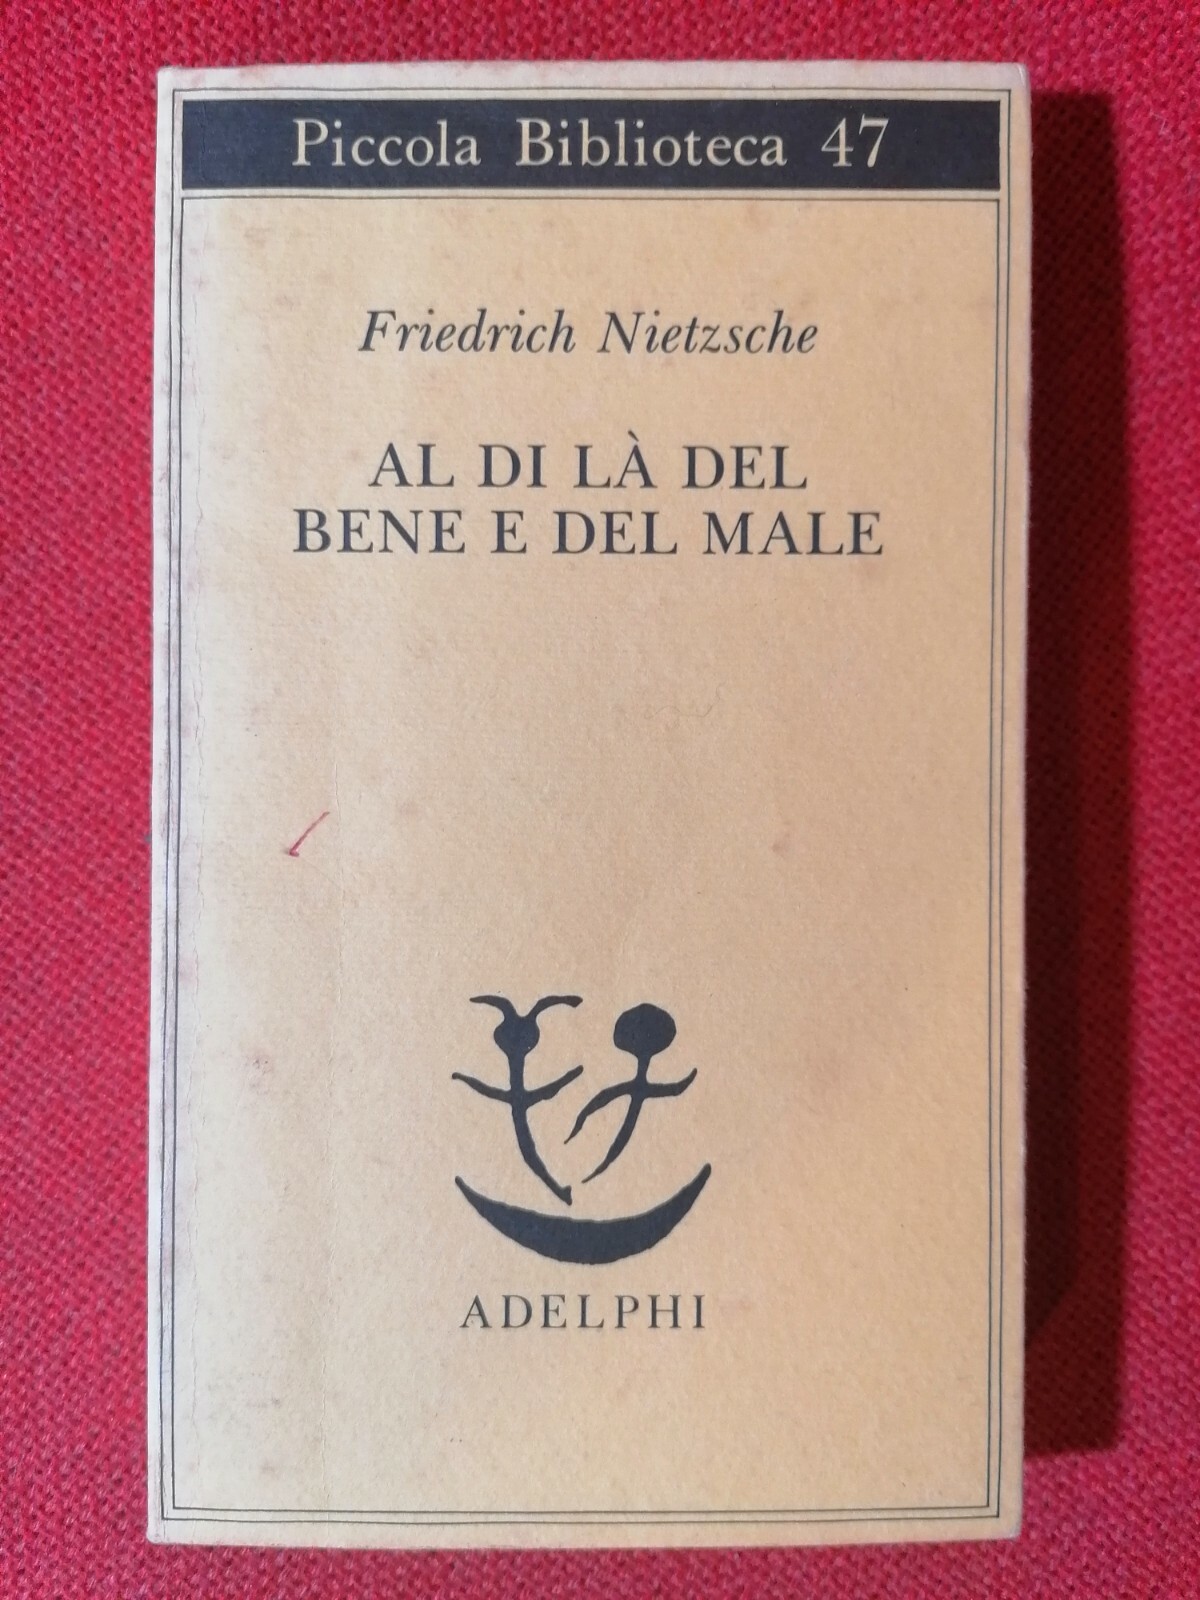 Piccola Biblioteca 47
Friedrich Nietzsche
AL DI LÀ DEL
BENE E DEL MALE
ADELPHI